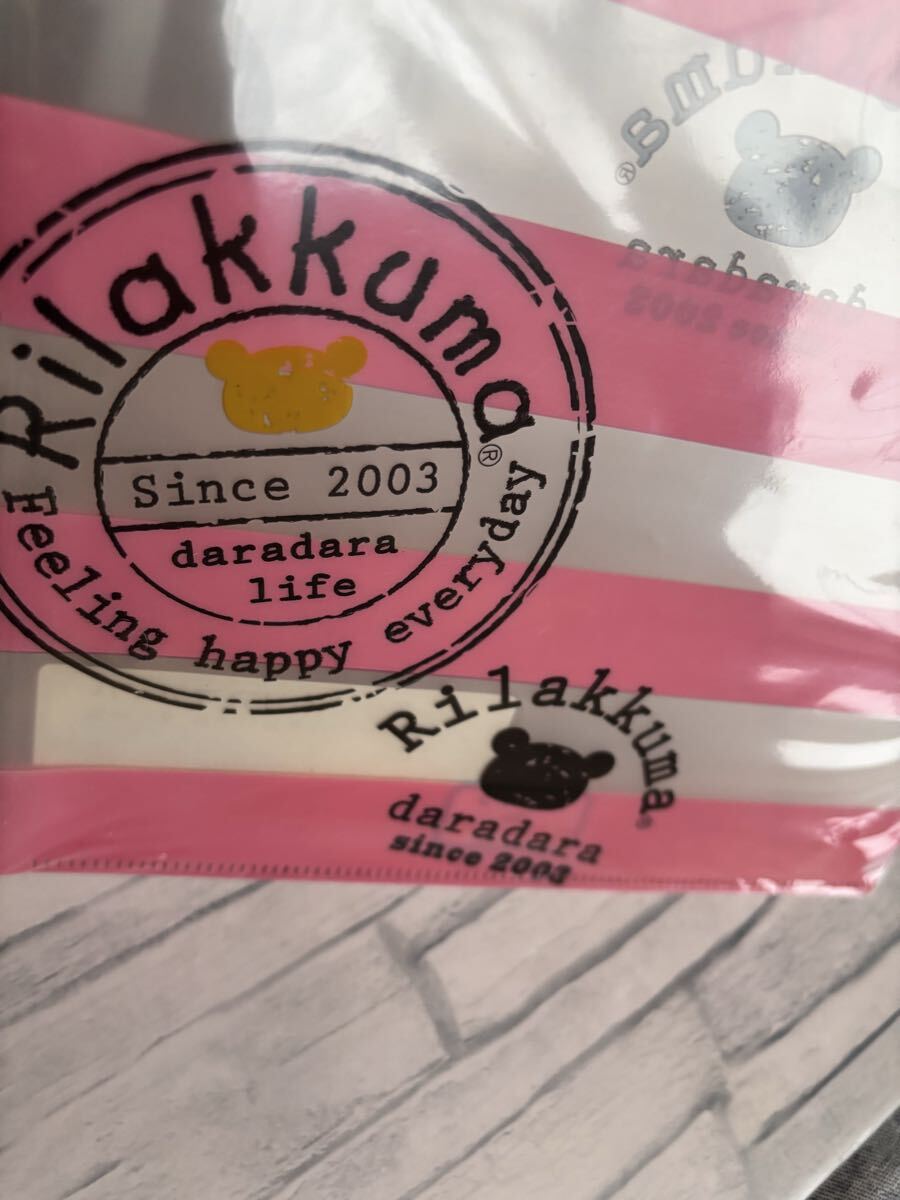 Rilakkuma®
Since 2003
daradara
life
Feeling happy everyday
Rilakkuma®
daradara
since 2003